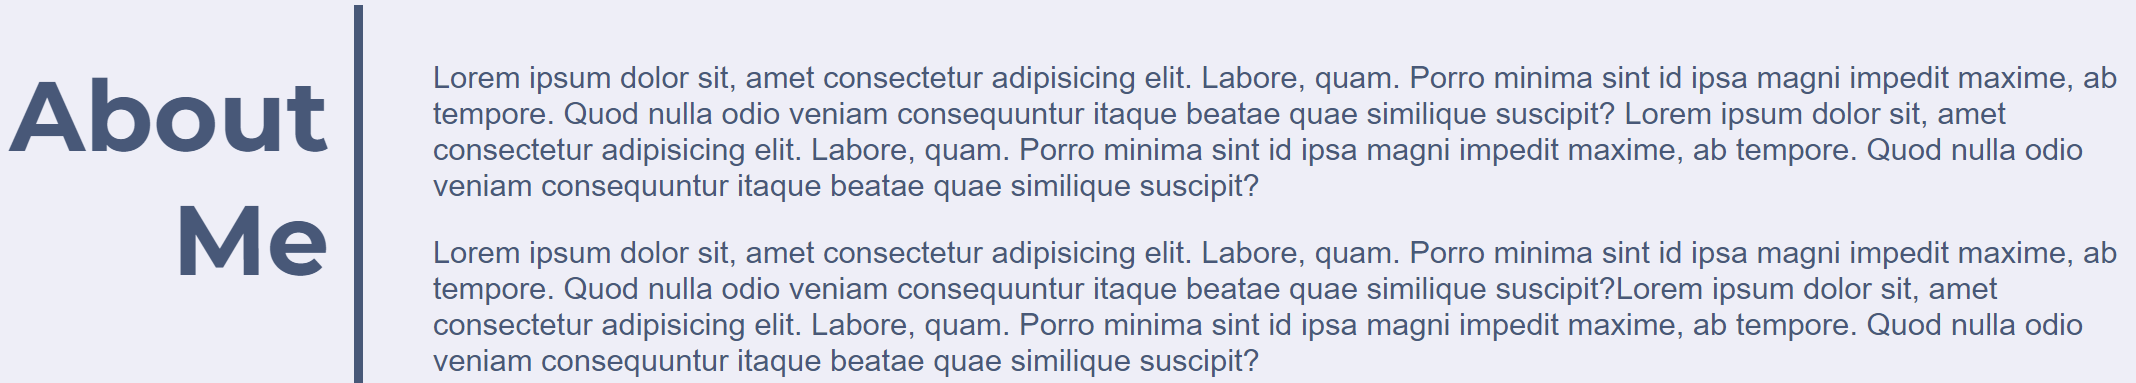 About
Me
Lorem ipsum dolor sit, amet consectetur adipisicing elit. Labore, quam. Porro minima sint id ipsa magni impedit maxime, ab
tempore. Quod nulla odio veniam consequuntur itaque beatae quae similique suscipit? Lorem ipsum dolor sit, amet
consectetur adipisicing elit. Labore, quam. Porro minima sint id ipsa magni impedit maxime, ab tempore. Quod nulla odio
veniam consequuntur itaque beatae quae similique suscipit?
Lorem ipsum dolor sit, amet consectetur adipisicing elit. Labore, quam. Porro minima sint id ipsa magni impedit maxime, ab
tempore. Quod nulla odio veniam consequuntur itaque beatae quae similique suscipit?Lorem ipsum dolor sit, amet
consectetur adipisicing elit. Labore, quam. Porro minima sint id ipsa magni impedit maxime, ab tempore. Quod nulla odio
veniam consequuntur itaque beatae quae similique suscipit?